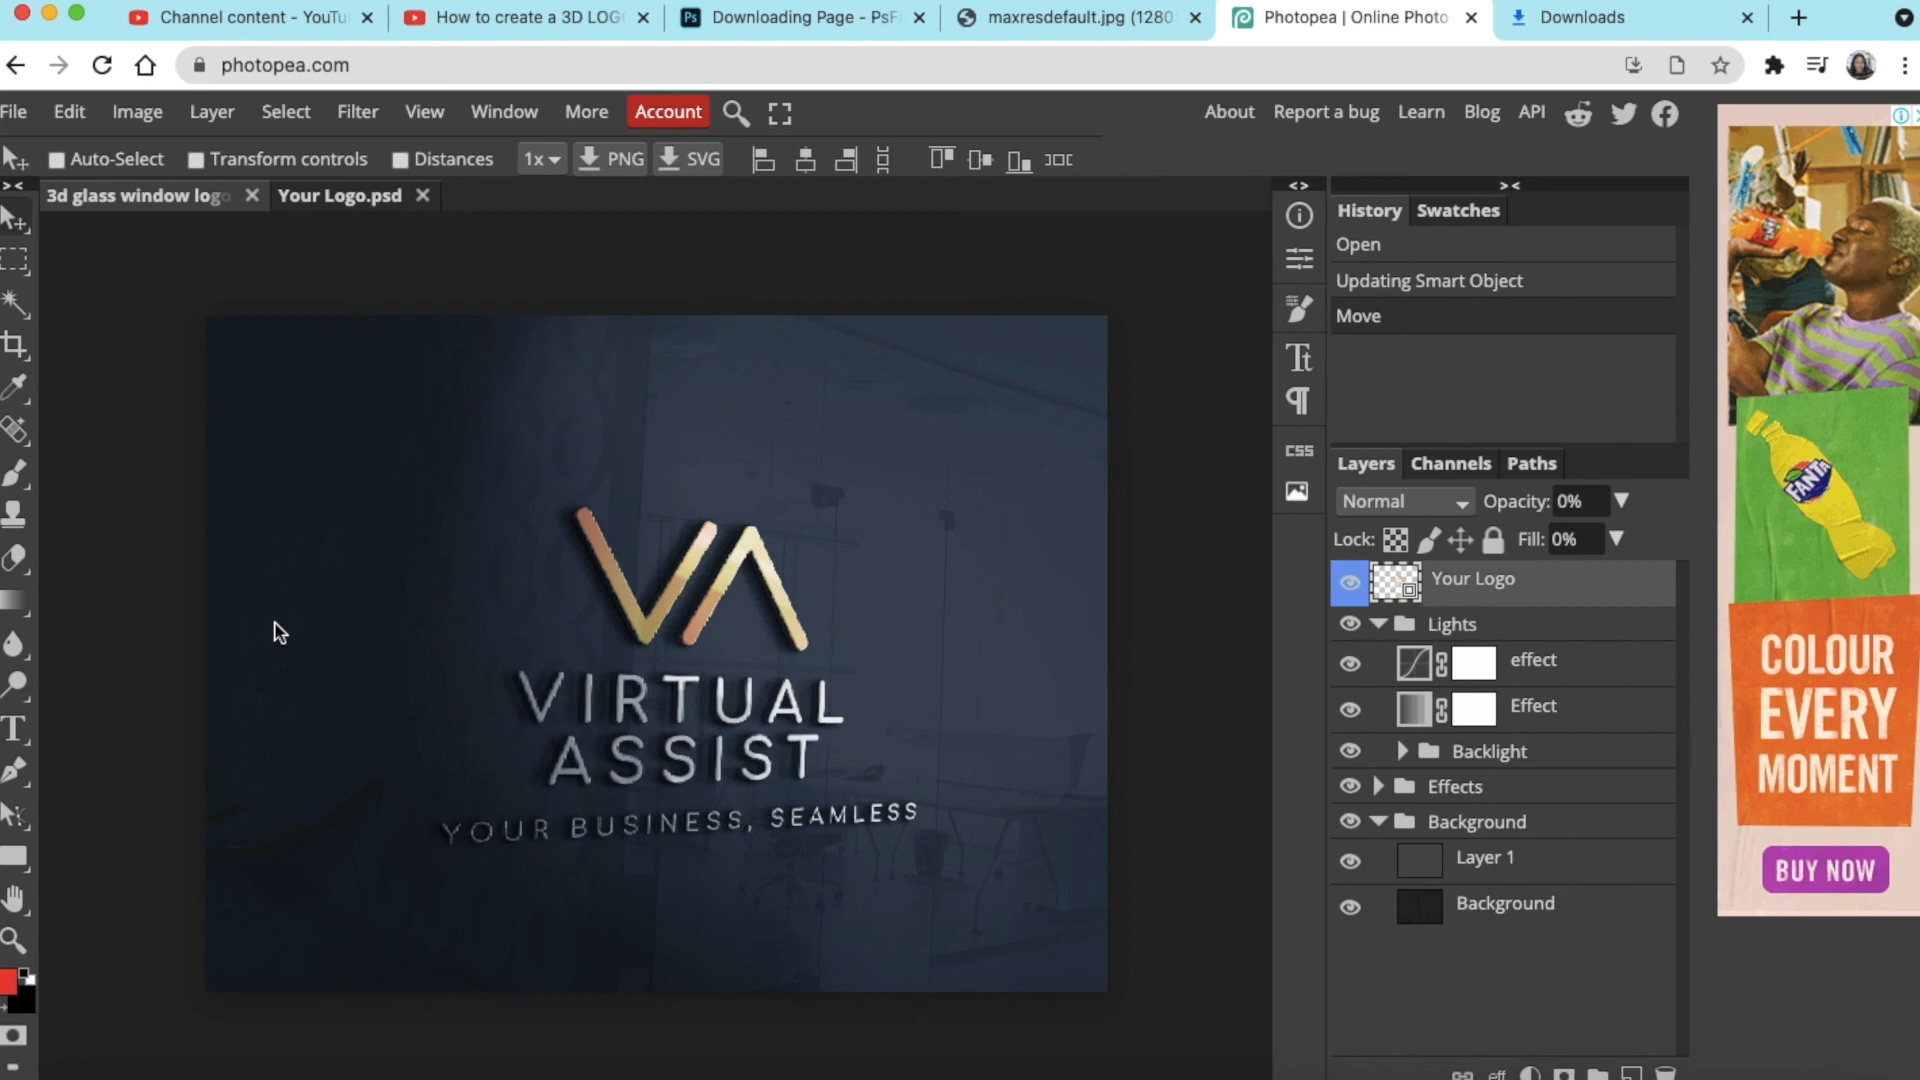 Channel content - YouTu
How to create a 3D LOG
Downloading Page - PsF
maxresdefault.jpg (1280
Photopea | Online Photo
Downloads
photopea.com
File Edit Image Layer Select Filter View Window More Account
About Report a bug Learn Blog API
Auto-Select Transform controls Distances 1x PNG SVG
3d glass window logo
Your Logo.psd
History Swatches
Open
Updating Smart Object
Move
CSS
Layers Channels Paths
Normal Opacity: 0%
Lock: Fill: 0%
Your Logo
Lights
effect
Effect
Backlight
Effects
Background
Layer 1
Background
eff
VA
VIRTUAL
ASSIST
YOUR BUSINESS, SEAMLESS
FANTA
COLOUR
EVERY
MOMENT
BUY NOW